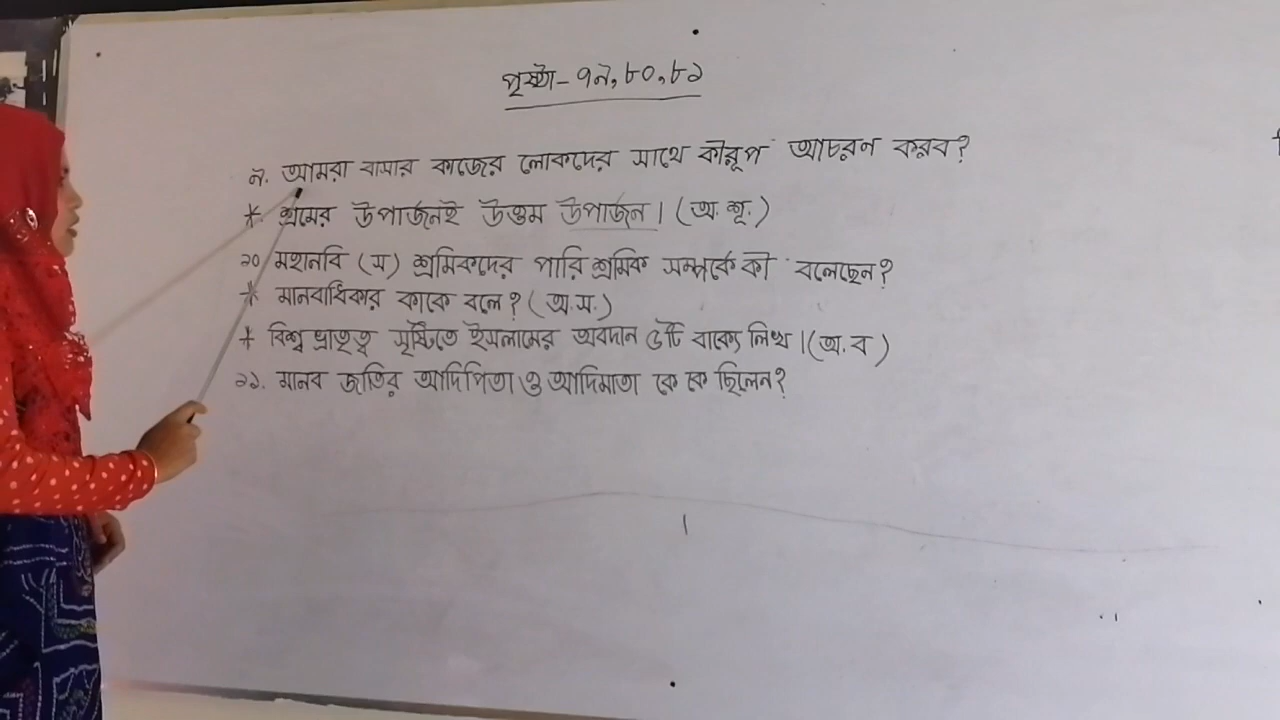 পৃষ্টা- ৭৯, ৮০, ৮১
৯. আমরা বাসার কাজের লোকদের সাথে কীরূপ আচরন করব?
* শ্রমের উপার্জনই উত্তম উপার্জন। (অ. শূ.)
১০ মহানবি (স) শ্রমিকদের পারি শ্রমিক সম্পর্কে কী বলেছেন?
* মানবাধিকার কাকে বলে? (অ.স.)
* বিশ্ব ভ্রাতৃত্ব সৃষ্টিতে ইসলামের অবদান ৫টি বাক্যে লিখ। (অ. ব)
১১. মানব জাতির আদিপিতা ও আদিমাতা কে কে ছিলেন?